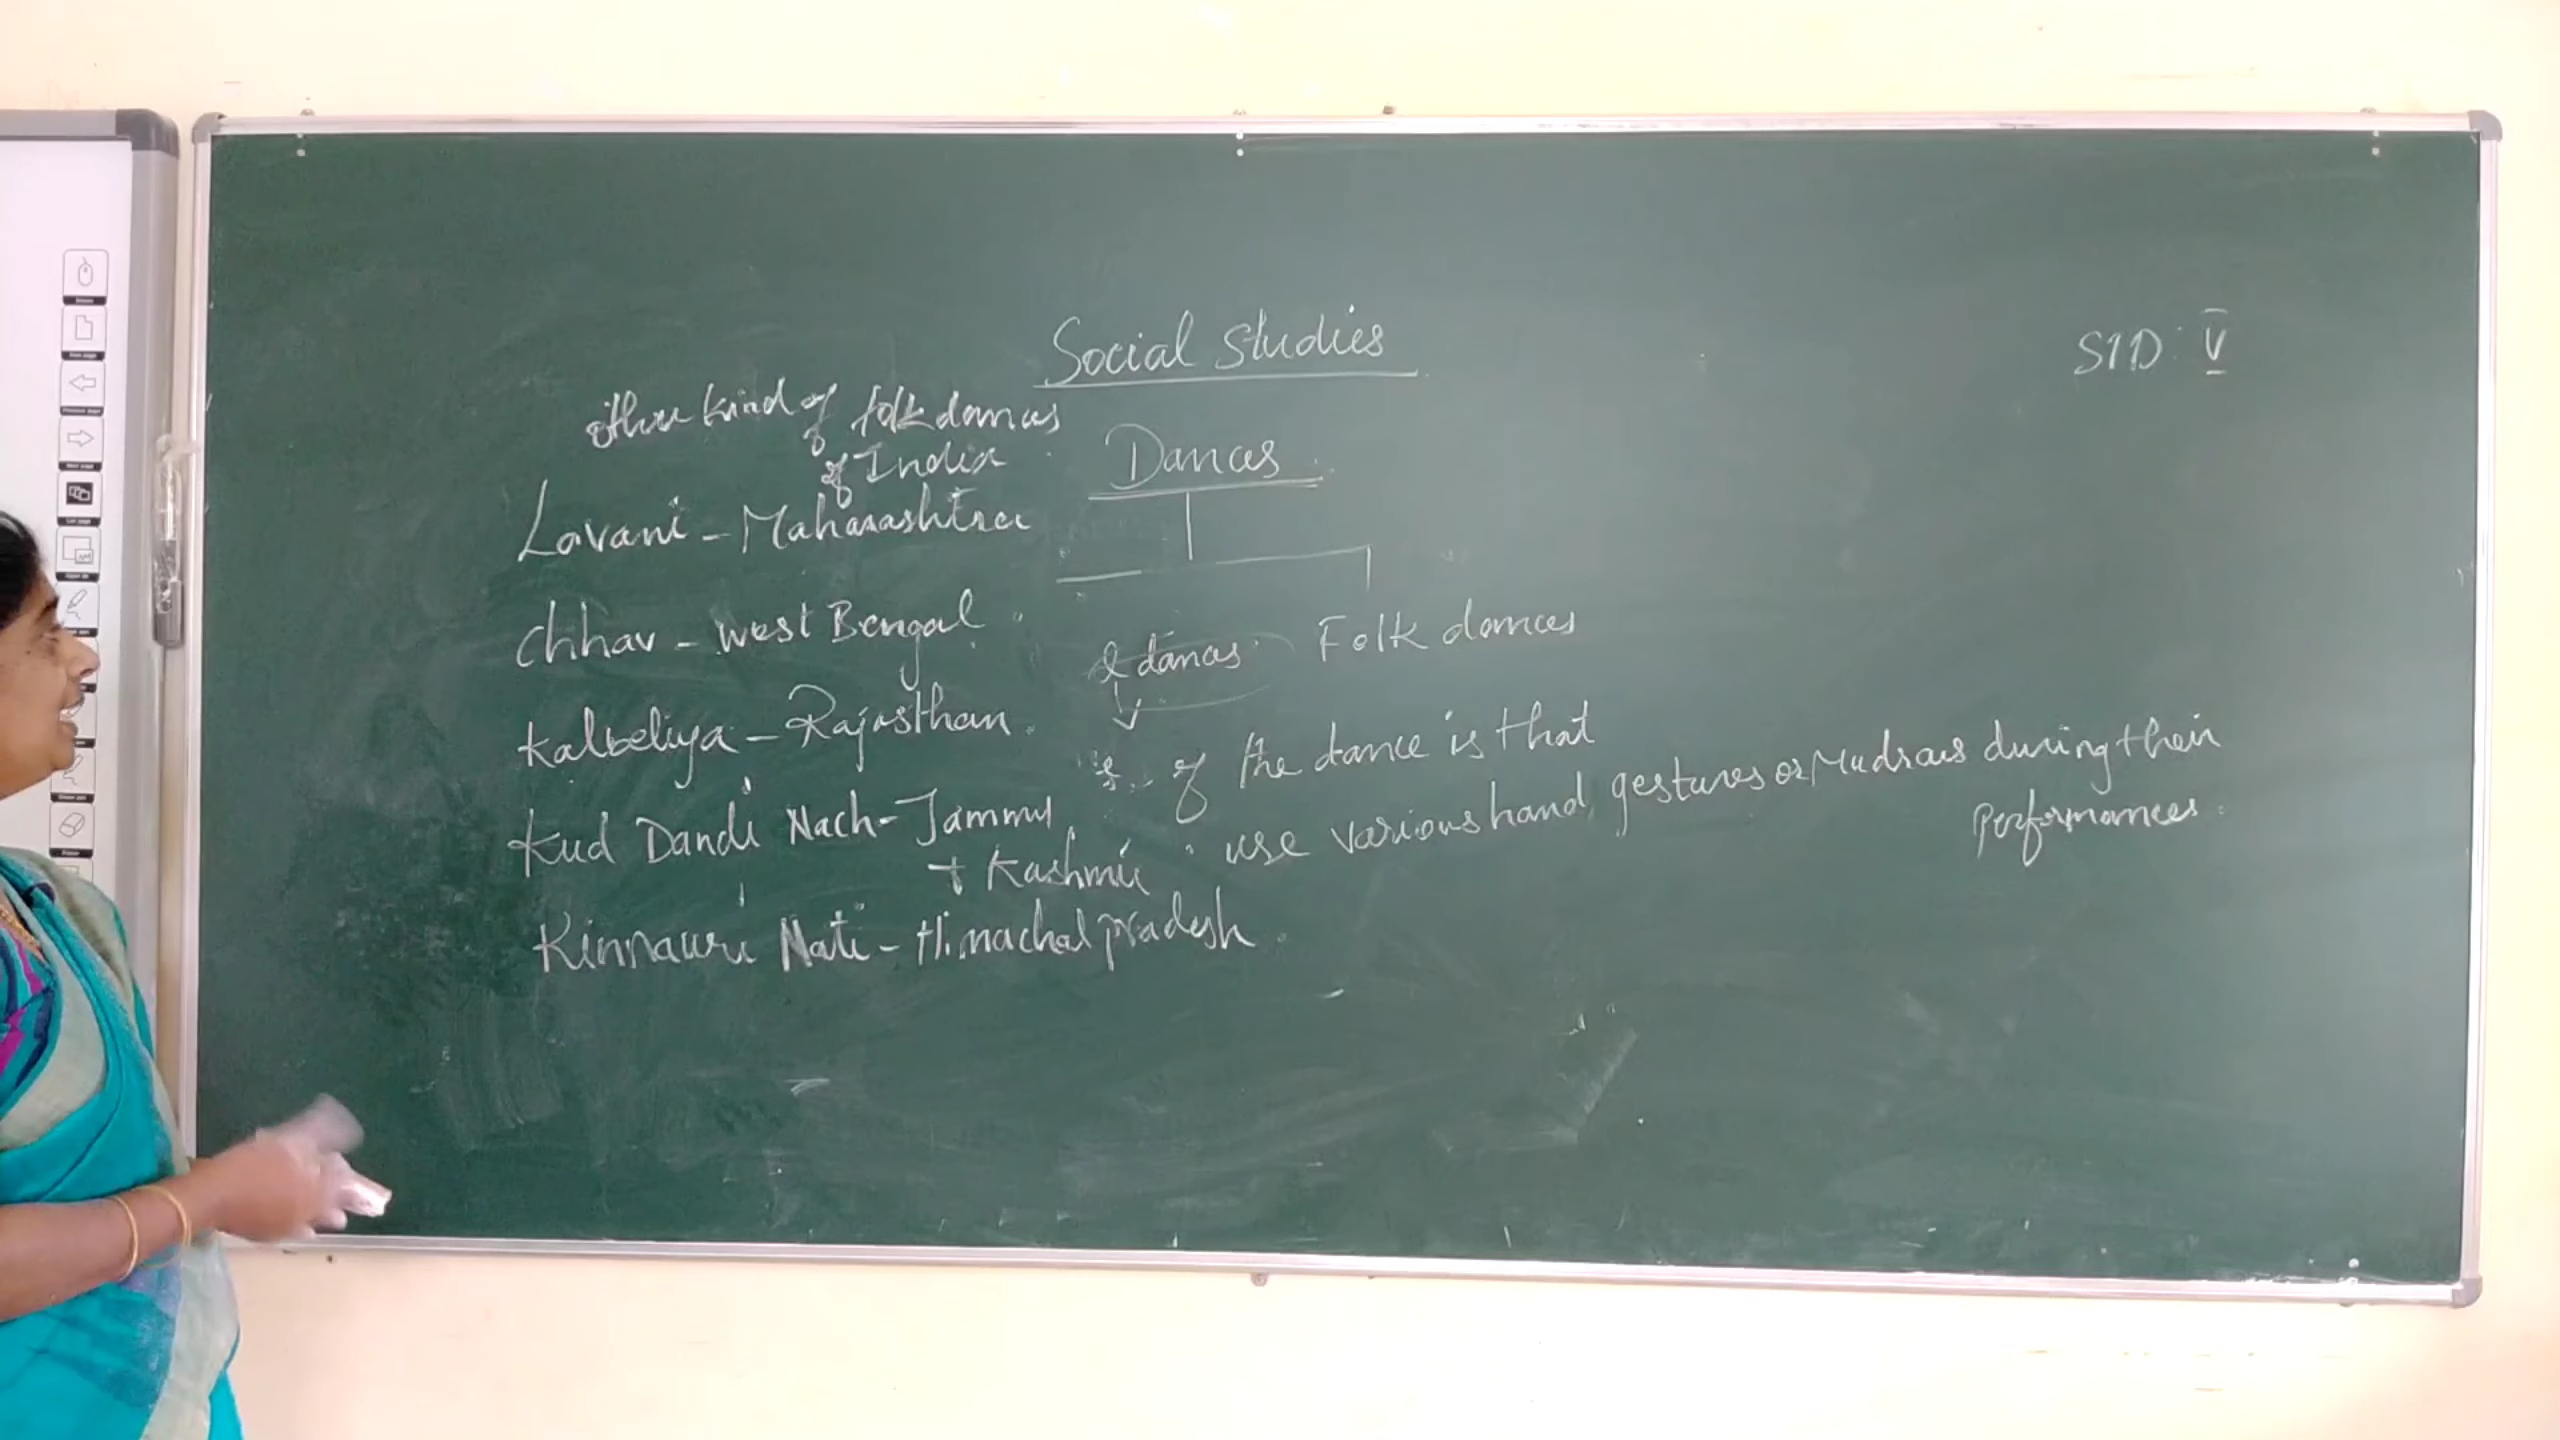 Social Studies
STD: V
other kind of folk dances
of India
Dances
Lavani - Maharashtra
Chhav - West Bengal
& dances. Folk dances
Kalbeliya - Rajasthan.
of the dance is that
Kud Dandi Nach - Jammu
+ Kashmir
use various hand gestures or Mudras during their
performances.
Kinnauri Nati - Himachal pradesh.